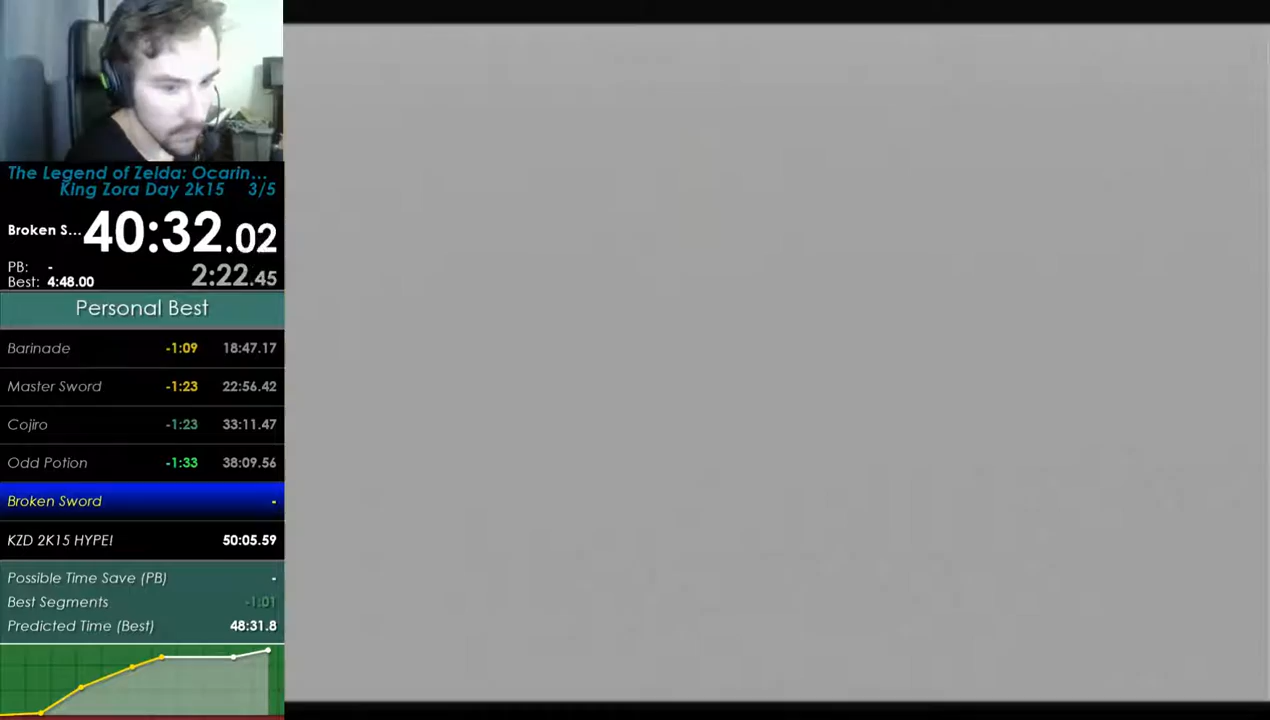 The Legend of Zelda: Ocarin...
King Zora Day 2k15 3/5
Broken S... 40:32.02
PB: -
Best: 4:48.00 2:22.45
Personal Best
Barinade -1:09 18:47.17
Master Sword -1:23 22:56.42
Cojiro -1:23 33:11.47
Odd Potion -1:33 38:09.56
Broken Sword -
KZD 2K15 HYPE! 50:05.59
Possible Time Save (PB) -
Best Segments -1:01
Predicted Time (Best) 48:31.8